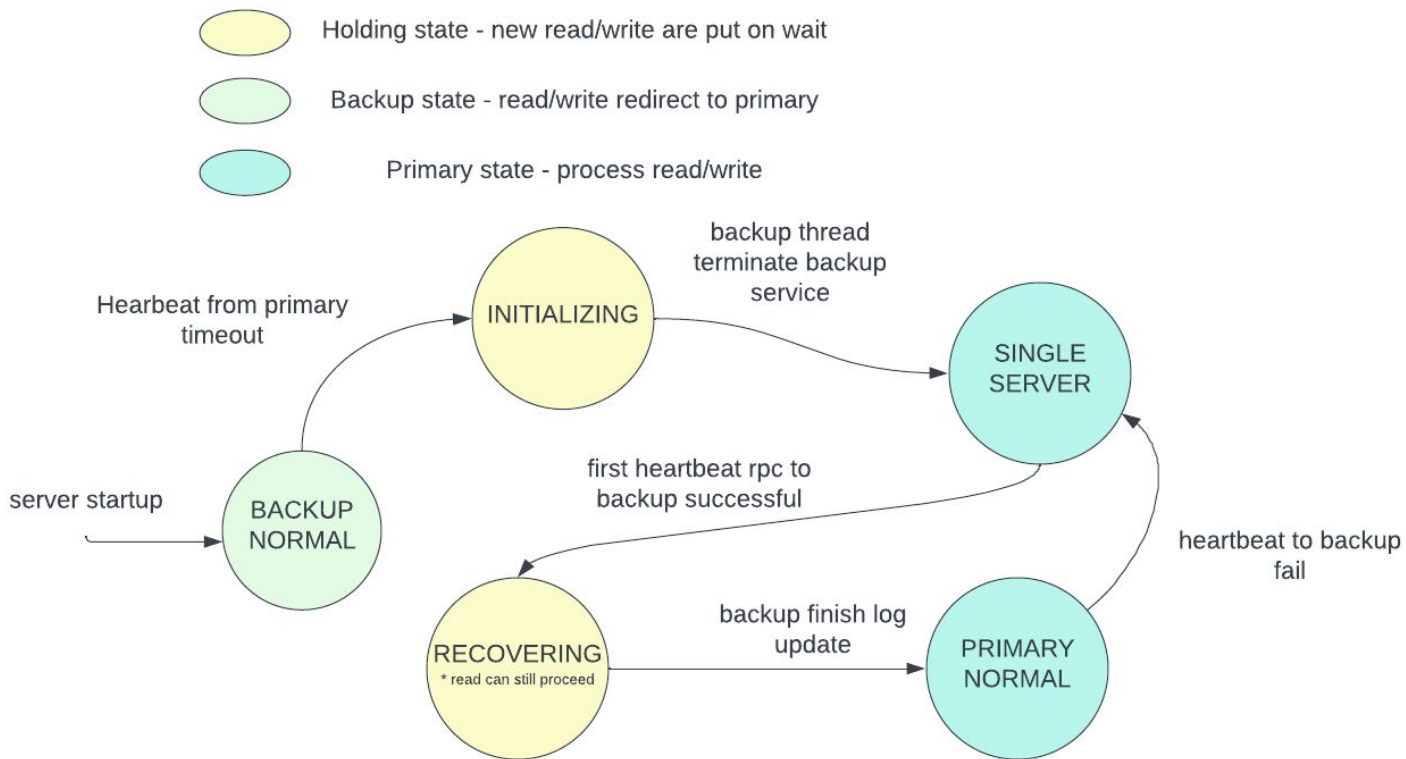 Holding state - new read/write are put on wait
Backup state - read/write redirect to primary
Primary state - process read/write
backup thread
terminate backup
service
Hearbeat from primary
timeout
INITIALIZING
SINGLE
SERVER
first heartbeat rpc to
backup successful
server startup
BACKUP
NORMAL
heartbeat to backup
fail
backup finish log
update
RECOVERING
* read can still proceed
PRIMARY
NORMAL